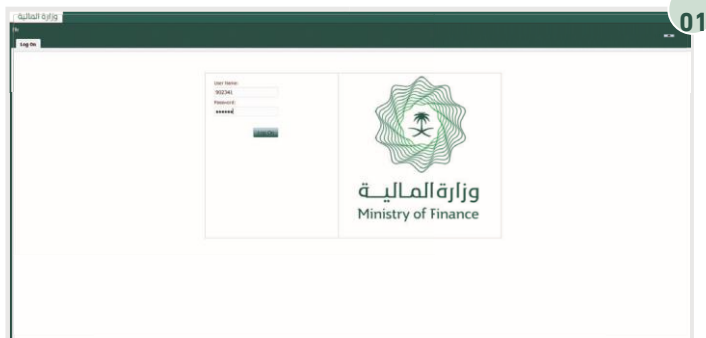 وزارة المالية
01
Log On
User Name:
902341
Password:
Log On
وزارة المالية
Ministry of Finance